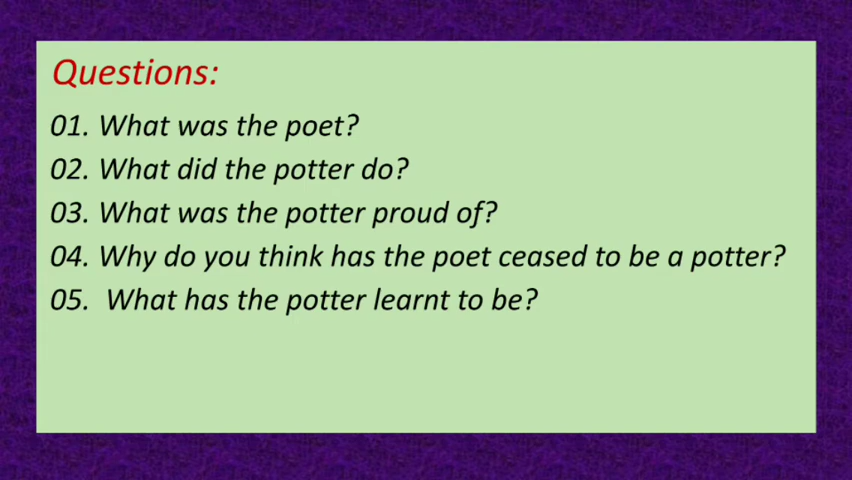 Questions:
01. What was the poet?
02. What did the potter do?
03. What was the potter proud of?
04. Why do you think has the poet ceased to be a potter?
05. What has the potter learnt to be?